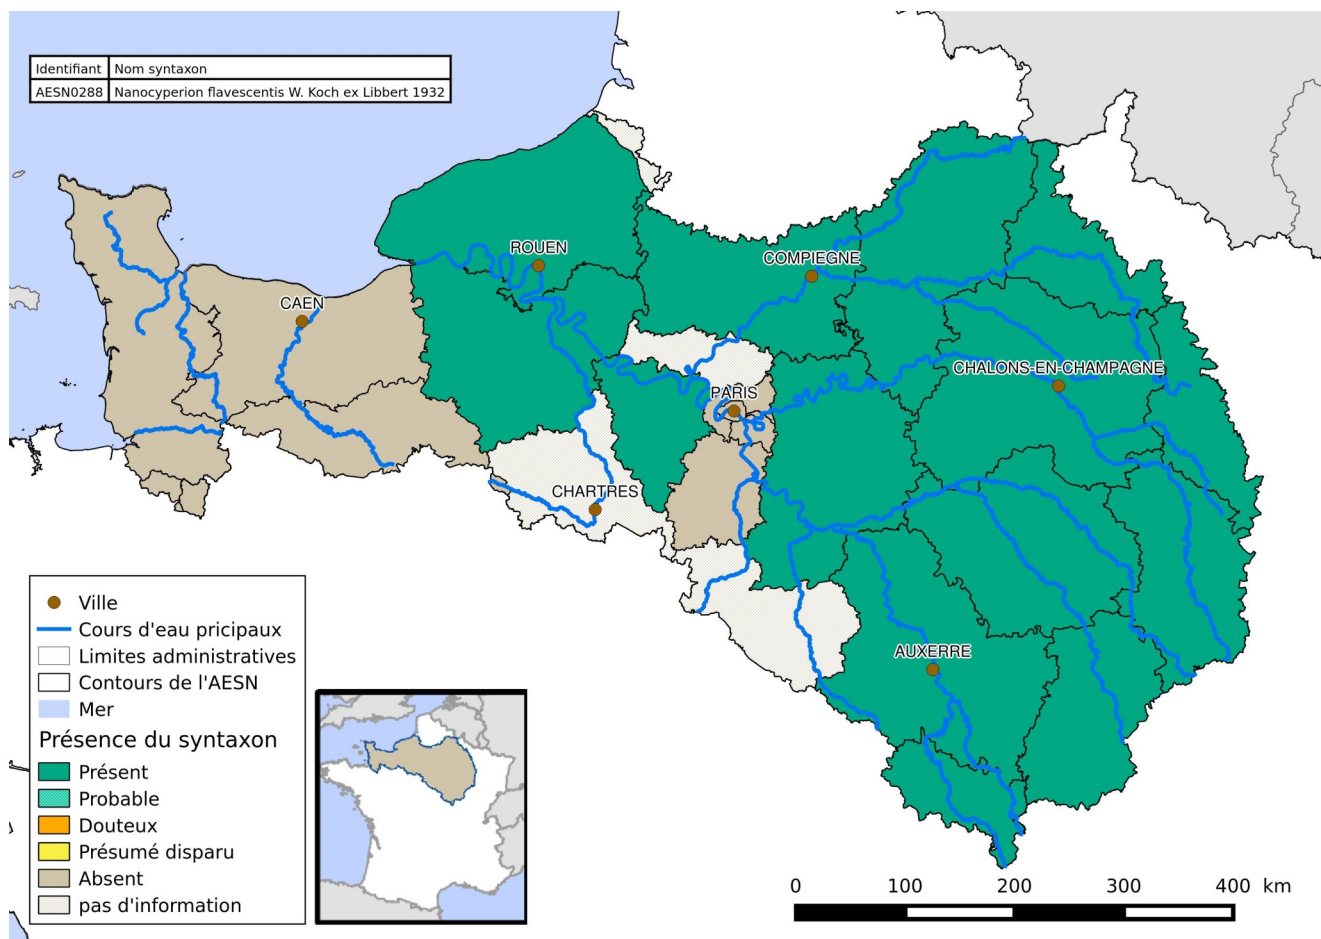 Identifiant Nom syntaxon
AESN0288 Nanocyperion flavescentis W. Koch ex Libbert 1932
ROUEN
COMPIEGNE
CAEN
CHALONS-EN-CHAMPAGNE
PARIS
CHARTRES
AUXERRE
Ville
Cours d'eau pricipaux
Limites administratives
Contours de l'AESN
Mer
Présence du syntaxon
Présent
Probable
Douteux
Présumé disparu
Absent
pas d'information
0 100 200 300 400 km